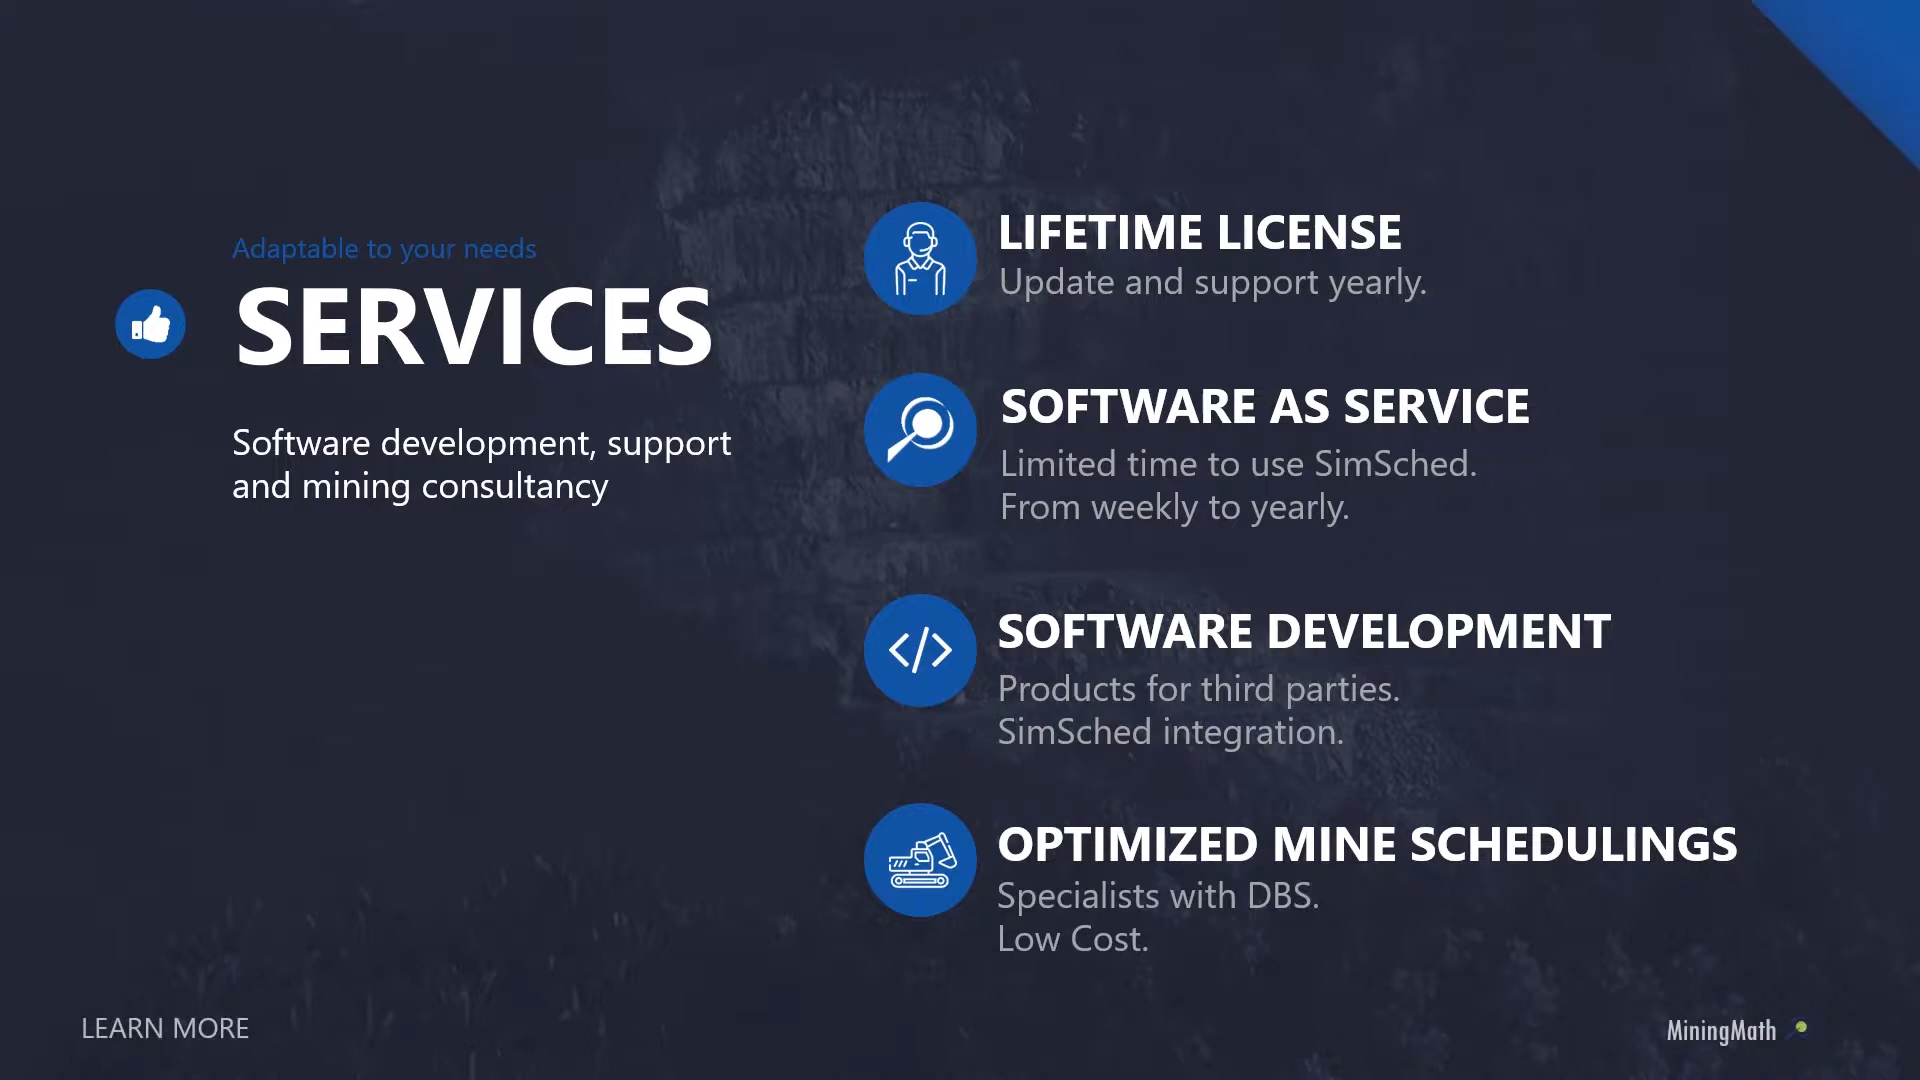 Adaptable to your needs
SERVICES
Software development, support
and mining consultancy
LIFETIME LICENSE
Update and support yearly.
SOFTWARE AS SERVICE
Limited time to use SimSched.
From weekly to yearly.
SOFTWARE DEVELOPMENT
Products for third parties.
SimSched integration.
OPTIMIZED MINE SCHEDULINGS
Specialists with DBS.
Low Cost.
LEARN MORE
MiningMath